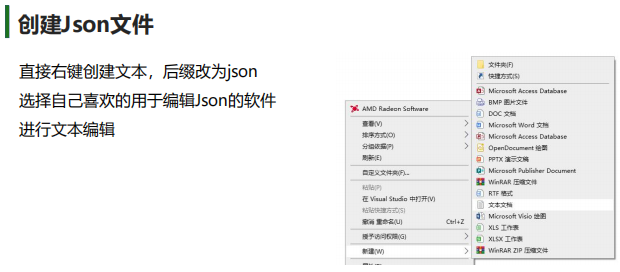 创建Json文件
直接右键创建文本，后缀改为json
选择自己喜欢的用于编辑Json的软件
进行文本编辑
AMD Radeon Software
查看(V)
排序方式(O)
分组依据(P)
刷新(E)
自定义文件夹(F)...
粘贴(P)
在 Visual Studio 中打开(V)
粘贴快捷方式(S)
撤消 重命名(U) Ctrl+Z
授予访问权限(G)
新建(W)
文件夹(F)
快捷方式(S)
Microsoft Access Database
BMP 图片文件
DOC 文档
Microsoft Word 文档
Microsoft Access Database
OpenDocument 绘图
PPTX 演示文稿
Microsoft Publisher Document
WinRAR 压缩文件
RTF 格式
文本文档
Microsoft Visio 绘图
XLS 工作表
XLSX 工作表
WinRAR ZIP 压缩文件